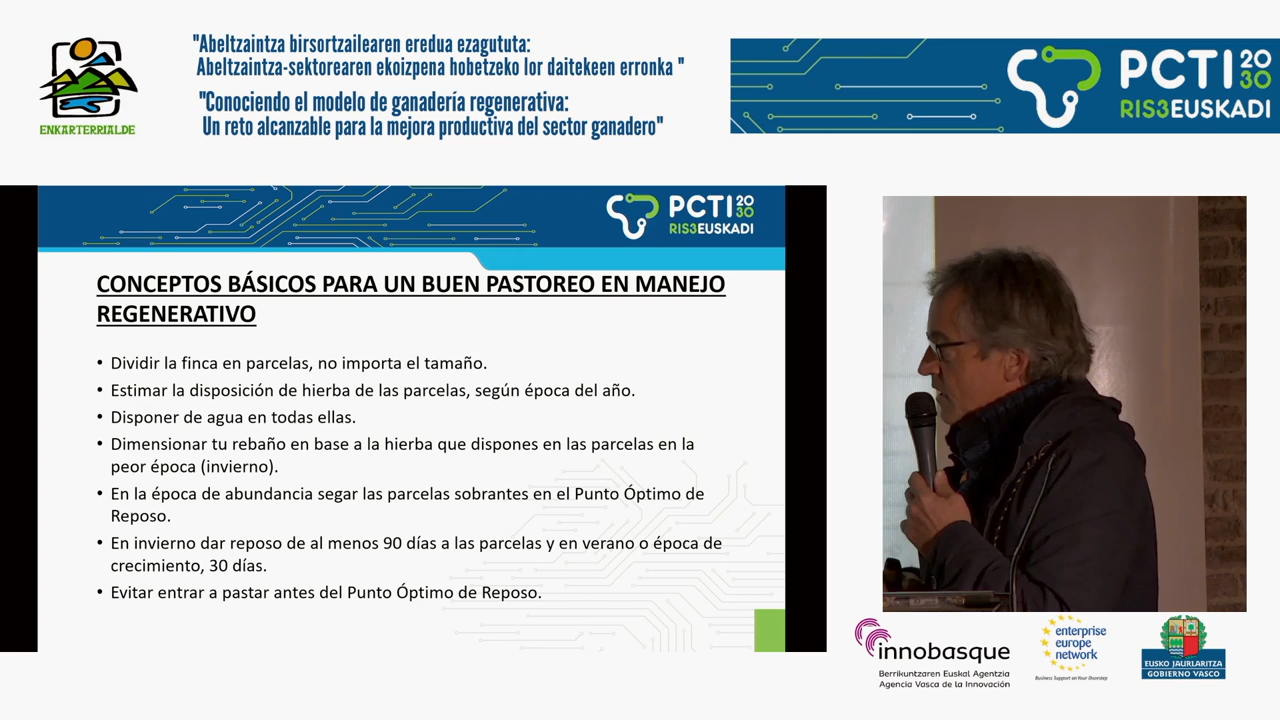 "Abeltzaintza birsortzailearen eredua ezagututa:
Abeltzaintza-sektorearen ekoizpena hobetzeko lor daitekeen erronka "
"Conociendo el modelo de ganadería regenerativa:
Un reto alcanzable para la mejora productiva del sector ganadero"
ENKARTERRIALDE
PCTI 2030
RIS3EUSKADI
PCTI 2030
RIS3EUSKADI
CONCEPTOS BÁSICOS PARA UN BUEN PASTOREO EN MANEJO
REGENERATIVO
• Dividir la finca en parcelas, no importa el tamaño.
• Estimar la disposición de hierba de las parcelas, según época del año.
• Disponer de agua en todas ellas.
• Dimensionar tu rebaño en base a la hierba que dispones en las parcelas en la
peor época (invierno).
• En la época de abundancia segar las parcelas sobrantes en el Punto Óptimo de
Reposo.
• En invierno dar reposo de al menos 90 días a las parcelas y en verano o época de
crecimiento, 30 días.
• Evitar entrar a pastar antes del Punto Óptimo de Reposo.
innobasque
Berrikuntzaren Euskal Agentzia
Agencia Vasca de la Innovación
enterprise
europe
network
Business Support on Your Doorstep
EUSKO JAURLARITZA
GOBIERNO VASCO